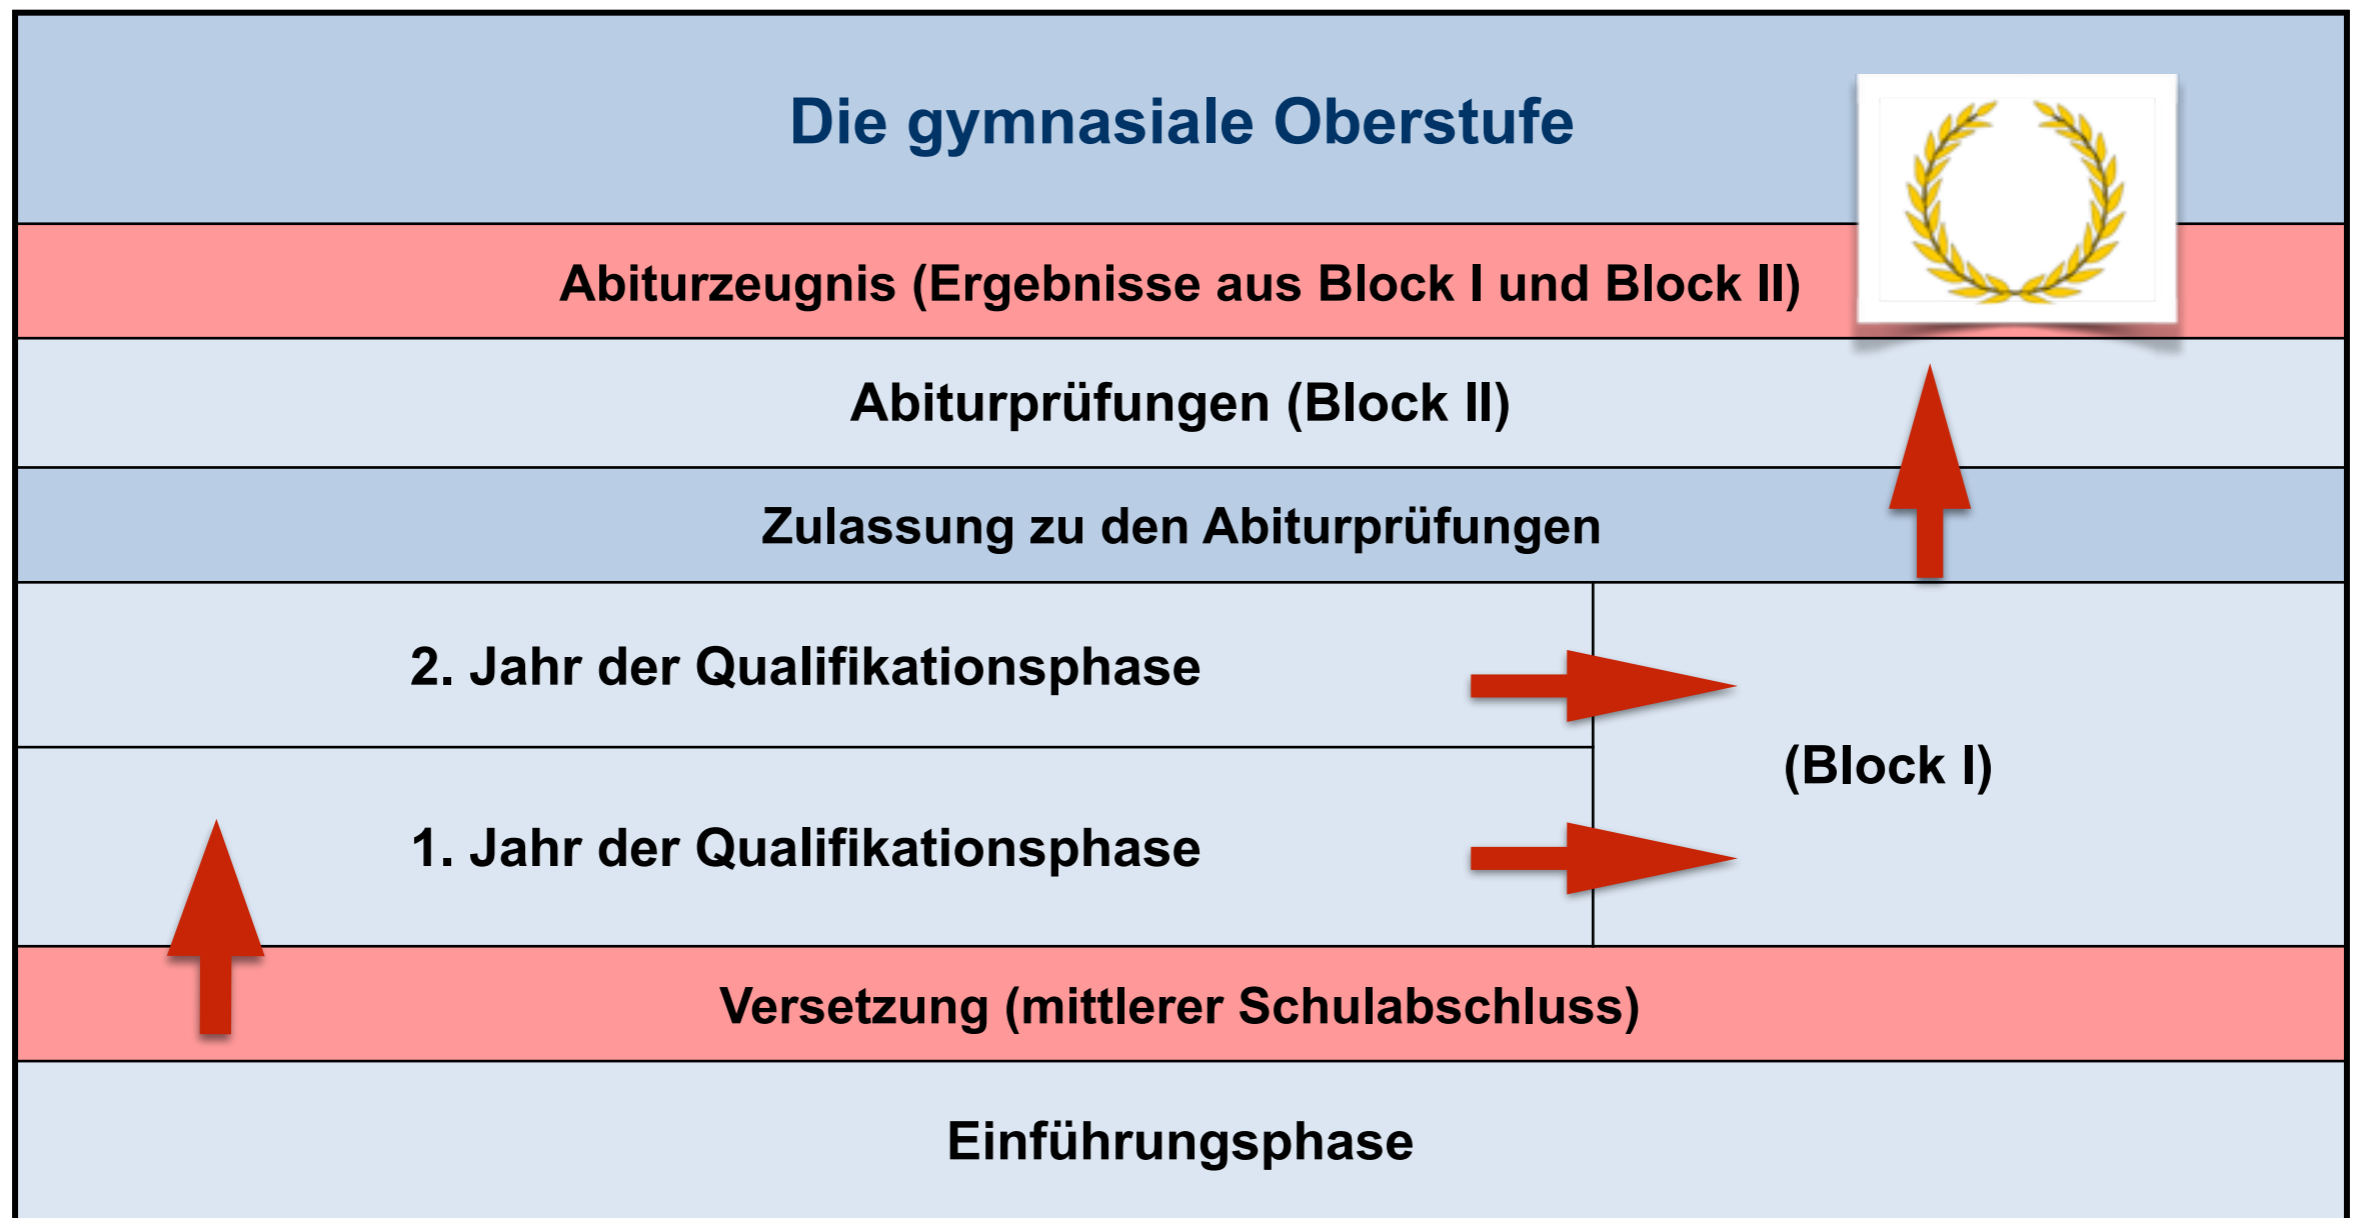 Die gymnasiale Oberstufe
Abiturzeugnis (Ergebnisse aus Block I und Block II)
Abiturprüfungen (Block II)
Zulassung zu den Abiturprüfungen
2. Jahr der Qualifikationsphase
(Block I)
1. Jahr der Qualifikationsphase
Versetzung (mittlerer Schulabschluss)
Einführungsphase